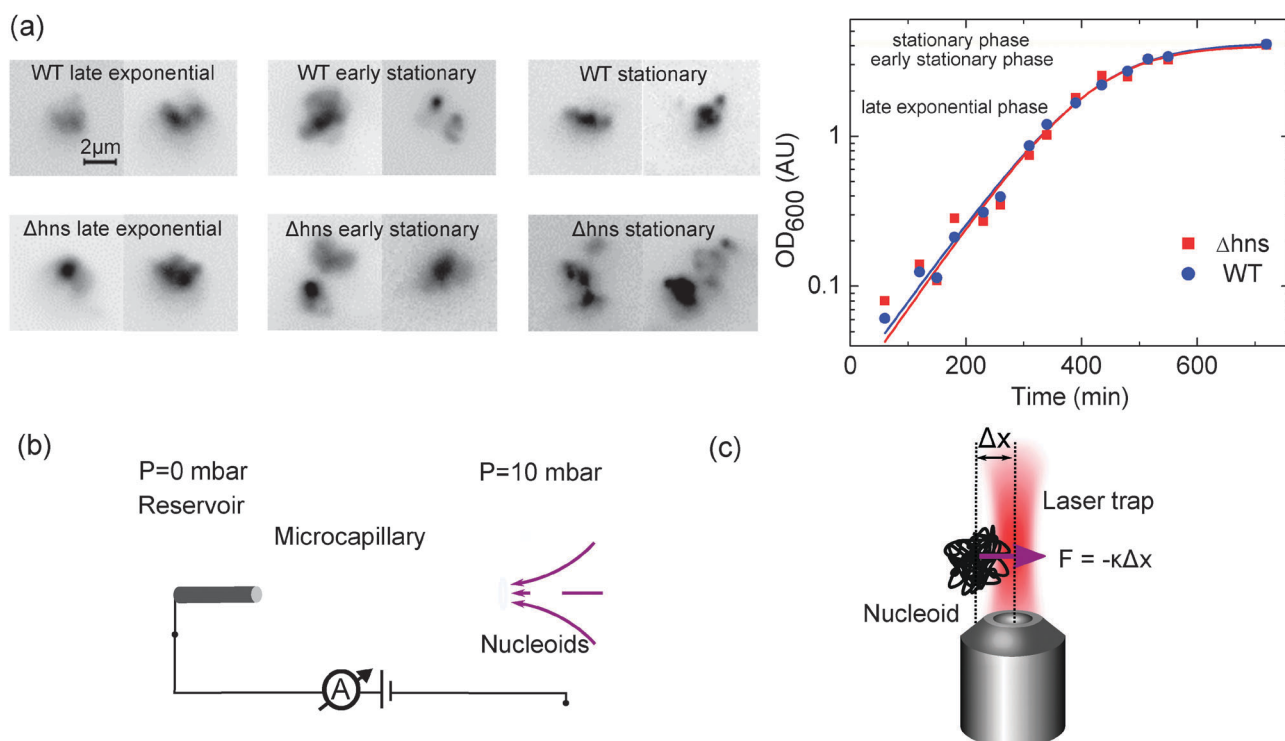 (a)
WT late exponential
WT early stationary
WT stationary
2μm
Δhns late exponential
Δhns early stationary
Δhns stationary
stationary phase
early stationary phase
late exponential phase
OD600 (AU)
1
0.1
Δhns
WT
0
200
400
600
Time (min)
(b)
P=0 mbar
Reservoir
Microcapillary
P=10 mbar
Nucleoids
A
(c)
Δx
Laser trap
F = -κΔx
Nucleoid